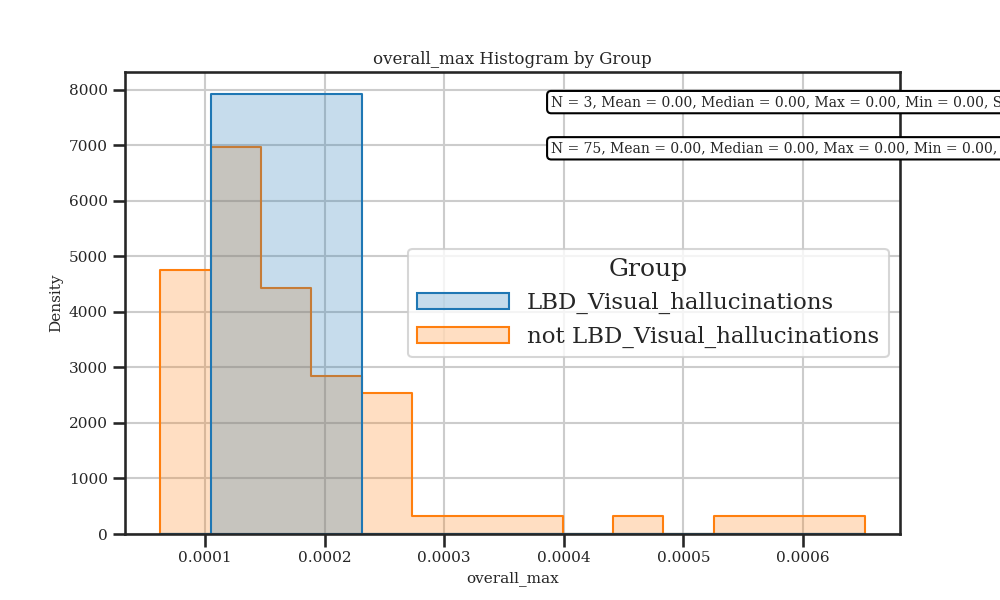 overall_max Histogram by Group
8000
7000
6000
5000
4000
3000
2000
1000
0
Density
N = 3, Mean = 0.00, Median = 0.00, Max = 0.00, Min = 0.00, S
N = 75, Mean = 0.00, Median = 0.00, Max = 0.00, Min = 0.00,
Group
LBD_Visual_hallucinations
not LBD_Visual_hallucinations
0.0001 0.0002 0.0003 0.0004 0.0005 0.0006
overall_max